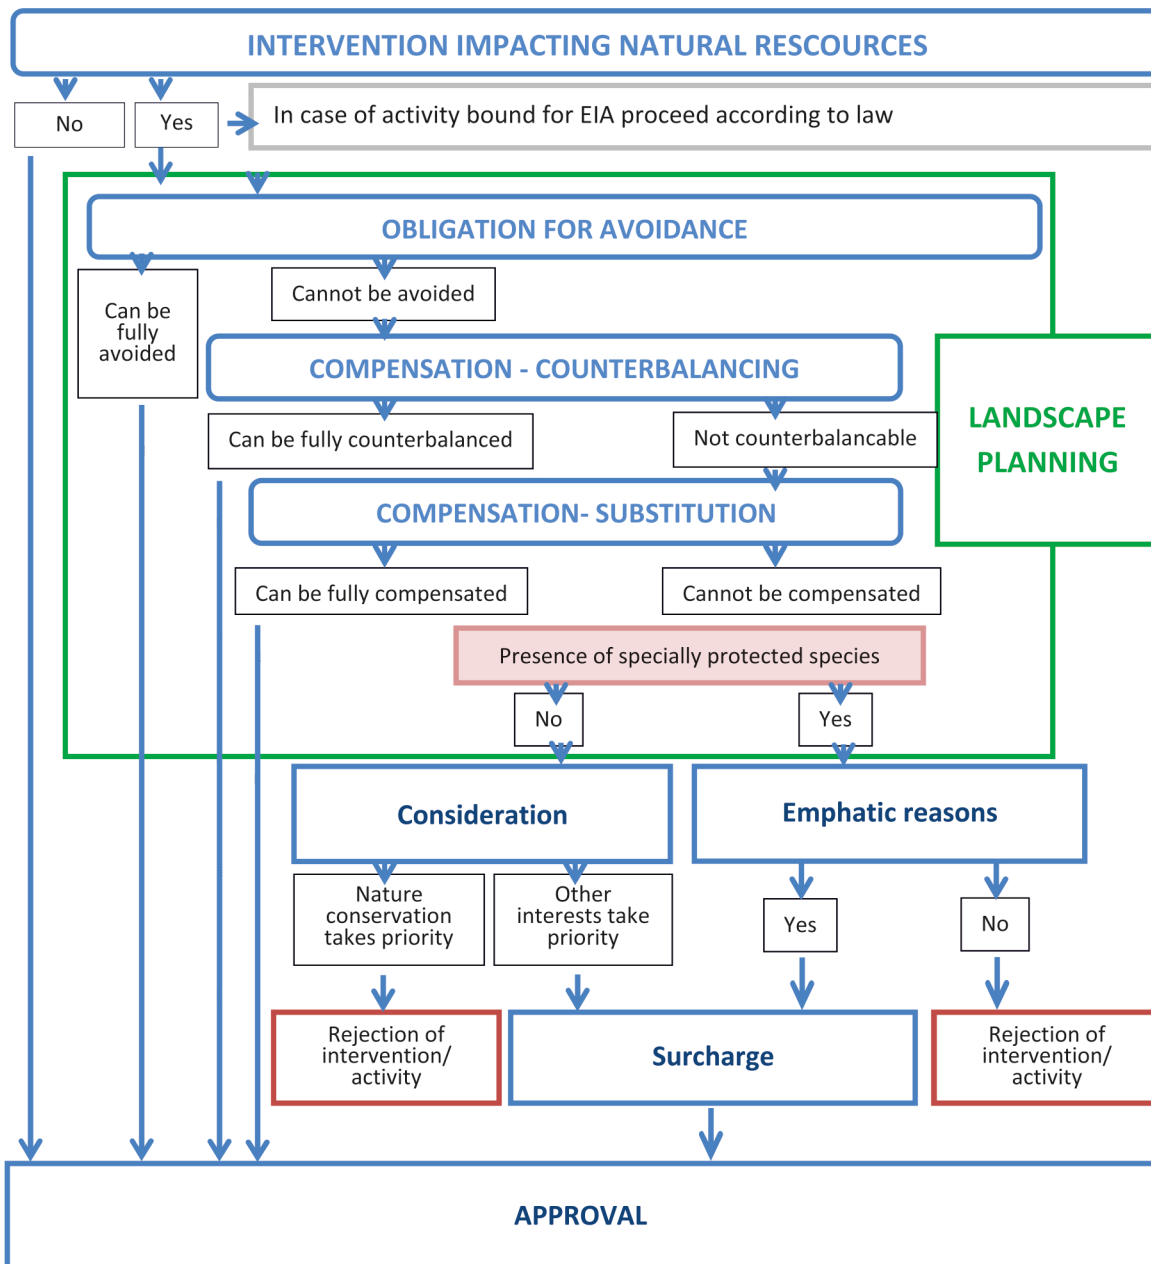 INTERVENTION IMPACTING NATURAL RESCOURCES
No
Yes
In case of activity bound for EIA proceed according to law
OBLIGATION FOR AVOIDANCE
Can be
fully
avoided
Cannot be avoided
COMPENSATION - COUNTERBALANCING
LANDSCAPE
PLANNING
Can be fully counterbalanced
Not counterbalancable
COMPENSATION- SUBSTITUTION
Can be fully compensated
Cannot be compensated
Presence of specially protected species
No
Yes
Consideration
Emphatic reasons
Nature
conservation
takes priority
Other
interests take
priority
Yes
No
Rejection of
intervention/
activity
Surcharge
Rejection of
intervention/
activity
APPROVAL